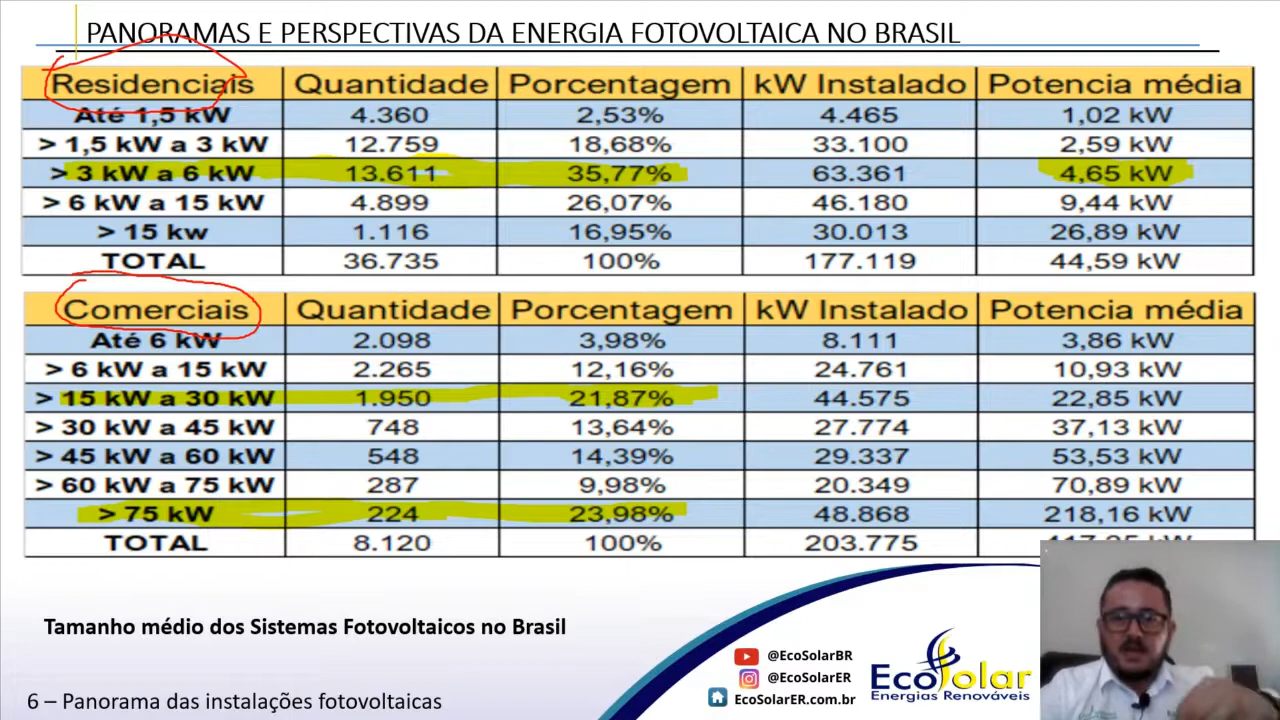 PANORAMAS E PERSPECTIVAS DA ENERGIA FOTOVOLTAICA NO BRASIL
Residenciais Quantidade Porcentagem kW Instalado Potencia média
Até 1,5 kW 4.360 2,53% 4.465 1,02 kW
> 1,5 kW a 3 kW 12.759 18,68% 33.100 2,59 kW
> 3 kW a 6 kW 13.611 35,77% 63.361 4,65 kW
> 6 kW a 15 kW 4.899 26,07% 46.180 9,44 kW
> 15 kw 1.116 16,95% 30.013 26,89 kW
TOTAL 36.735 100% 177.119 44,59 kW
Comerciais Quantidade Porcentagem kW Instalado Potencia média
Até 6 kW 2.098 3,98% 8.111 3,86 kW
> 6 kW a 15 kW 2.265 12,16% 24.761 10,93 kW
> 15 kW a 30 kW 1.950 21,87% 44.575 22,85 kW
> 30 kW a 45 kW 748 13,64% 27.774 37,13 kW
> 45 kW a 60 kW 548 14,39% 29.337 53,53 kW
> 60 kW a 75 kW 287 9,98% 20.349 70,89 kW
> 75 kW 224 23,98% 48.868 218,16 kW
TOTAL 8.120 100% 203.775
Tamanho médio dos Sistemas Fotovoltaicos no Brasil
@EcoSolarBR
@EcoSolarER
EcoSolarER.com.br
EcoSolar
Energias Renováveis
6 – Panorama das instalações fotovoltaicas